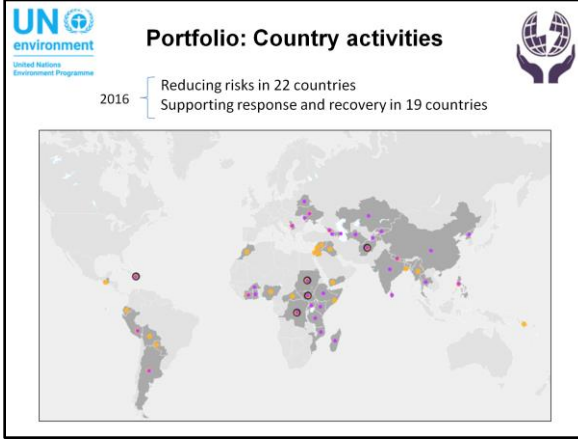 UN
environment
United Nations
Environment Programme
Portfolio: Country activities
2016
Reducing risks in 22 countries
Supporting response and recovery in 19 countries